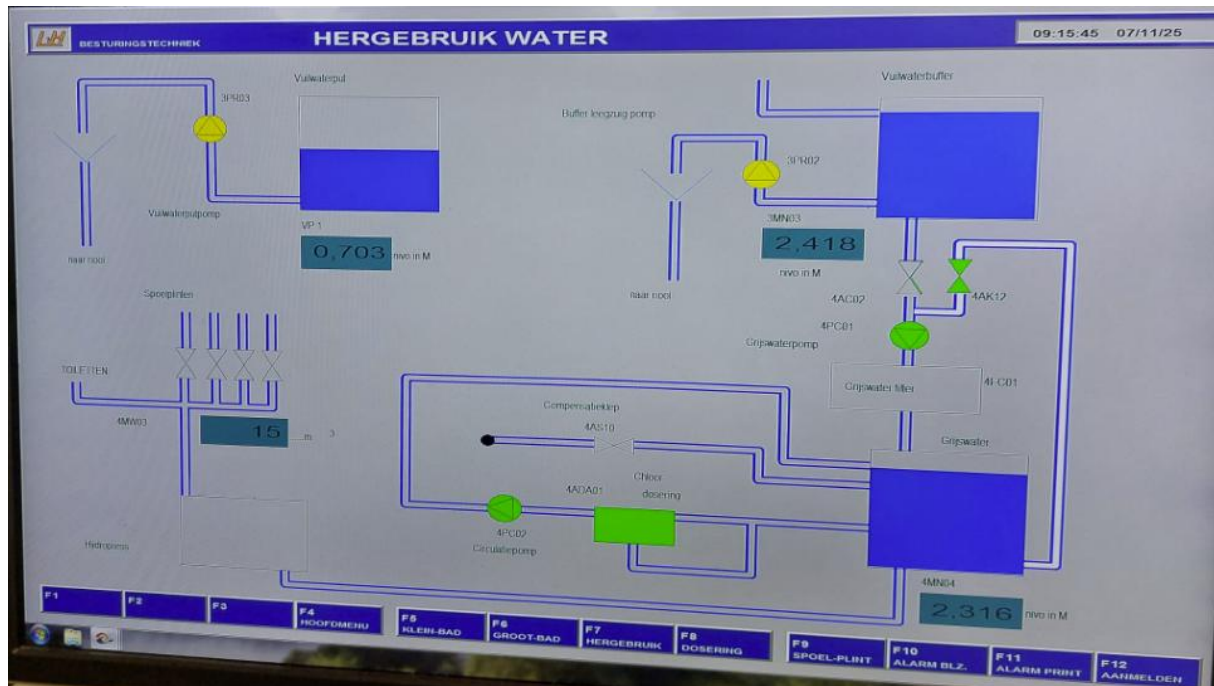 LH BESTURINGSTECHNIEK
HERGEBRUIK WATER
09:15:45 07/11/25
Vuilwaterput
3PR03
Vuilwaterputpomp
VP 1
0,703 nivo in M
naar riool
Vuilwaterbuffer
Buffer leegzuig pomp
3PR02
3MN03
2,418
nivo in M
naar riool
4AC02
4AK12
4PC01
Grijswaterpomp
Grijswater filter
4FC01
Spoelplinten
TOILETTEN
4MW03
15 m 3
Compensatieklep
4AS10
Chloor
dosering
4ADA01
4PC02
Circulatiepomp
Grijswater
Hidropress
4MN04
2,316 nivo in M
F1
F2
F3
F4
HOOFDMENU
F5
KLEIN-BAD
F6
GROOT-BAD
F7
HERGEBRUIK
F8
DOSERING
F9
SPOEL-PLINT
F10
ALARM BLZ.
F11
ALARM PRINT
F12
AANMELDEN